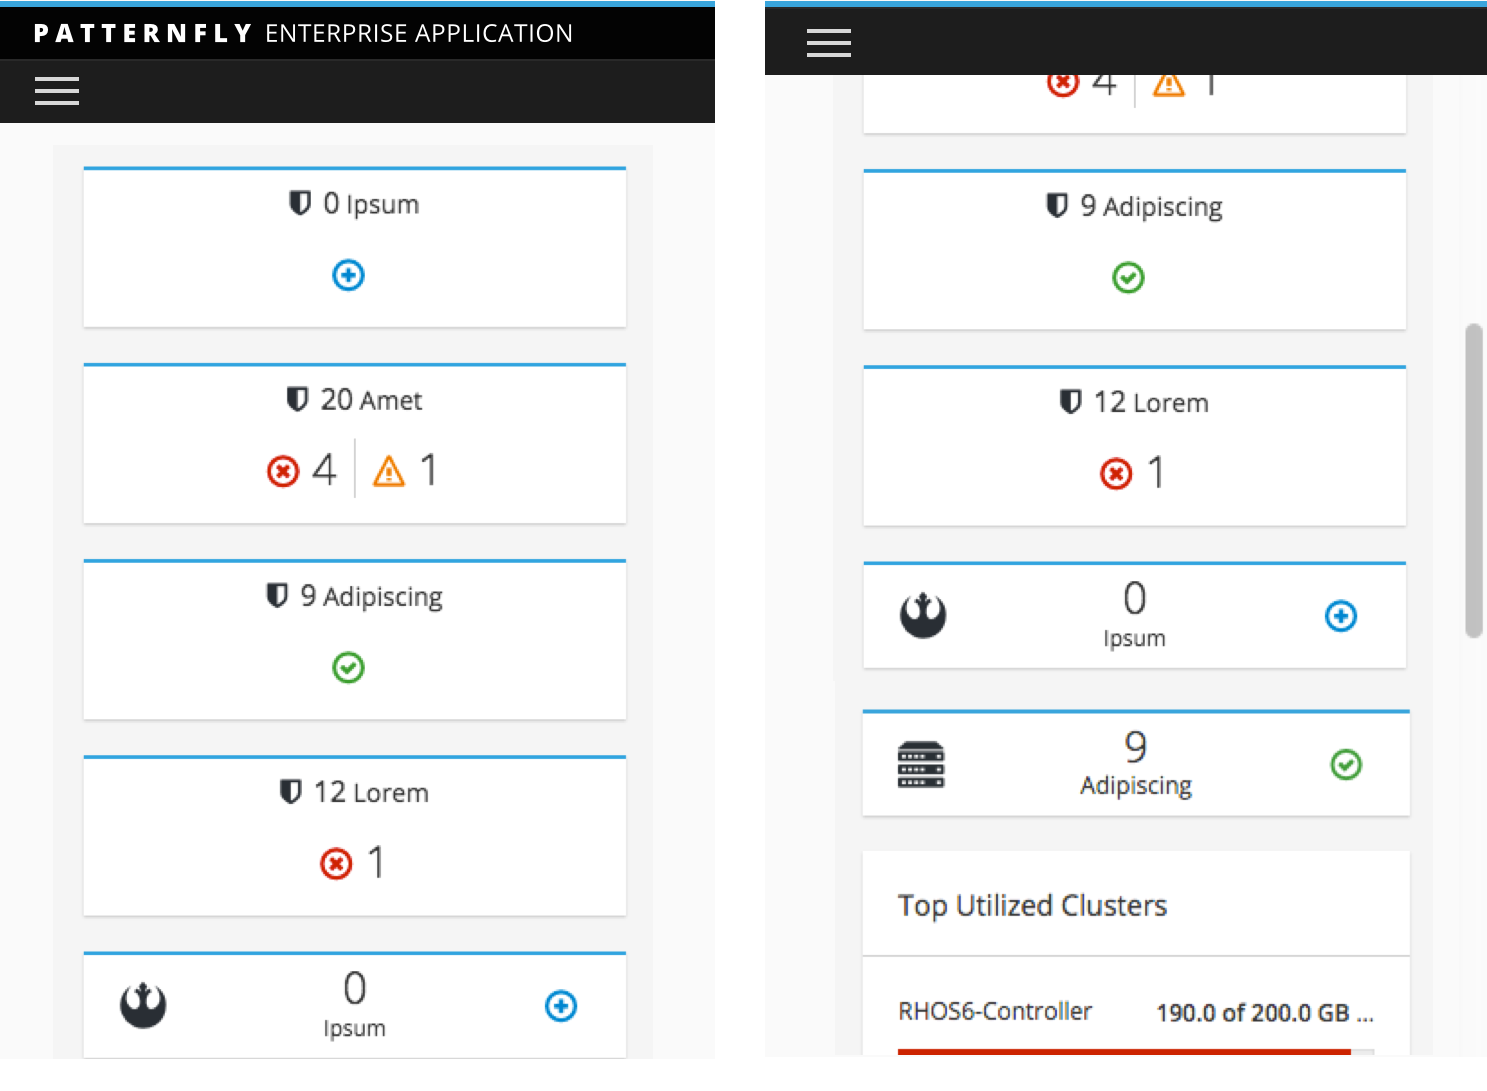 PATTERNFLY ENTERPRISE APPLICATION
0 Ipsum
20 Amet
4 1
9 Adipiscing
12 Lorem
1
0
Ipsum
4 1
9 Adipiscing
12 Lorem
1
0
Ipsum
9
Adipiscing
Top Utilized Clusters
RHOS6-Controller 190.0 of 200.0 GB ...